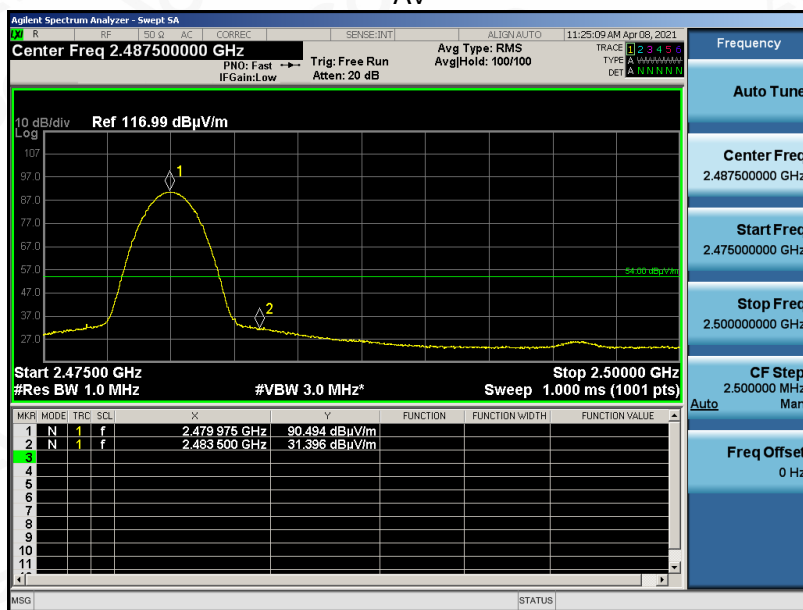 AV
Agilent Spectrum Analyzer - Swept SA
LXI R RF 50 Ω AC CORREC SENSE:INT ALIGN AUTO 11:25:09 AM Apr 08, 2021
Center Freq 2.487500000 GHz
PNO: Fast
IFGain:Low
Trig: Free Run
Atten: 20 dB
Avg Type: RMS
Avg|Hold: 100/100
TRACE 1 2 3 4 5 6
TYPE A WWWWW
DET A N N N N N
10 dB/div Ref 116.99 dBµV/m
Log
107
97.0
87.0
77.0
67.0
57.0
47.0
37.0
27.0
1
2
54.00 dBµV/m
Start 2.47500 GHz Stop 2.50000 GHz
#Res BW 1.0 MHz #VBW 3.0 MHz* Sweep 1.000 ms (1001 pts)
MKR MODE TRC SCL X Y FUNCTION FUNCTION WIDTH FUNCTION VALUE
1 N 1 f 2.479 975 GHz 90.494 dBµV/m
2 N 1 f 2.483 500 GHz 31.396 dBµV/m
3
4
5
6
7
8
9
10
11
MSG STATUS
Frequency
Auto Tune
Center Freq
2.487500000 GHz
Start Freq
2.475000000 GHz
Stop Freq
2.500000000 GHz
CF Step
2.500000 MHz
Auto Man
Freq Offset
0 Hz